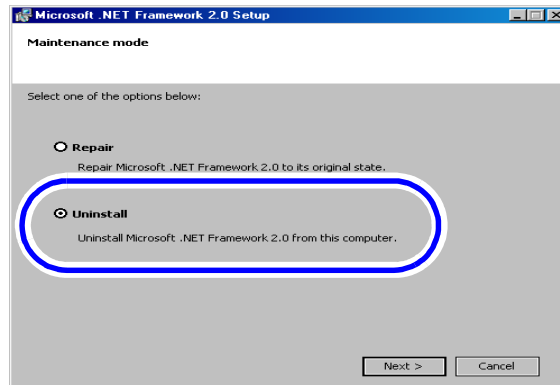 Microsoft .NET Framework 2.0 Setup
Maintenance mode
Select one of the options below:
Repair
Repair Microsoft .NET Framework 2.0 to its original state.
Uninstall
Uninstall Microsoft .NET Framework 2.0 from this computer.
Next > Cancel